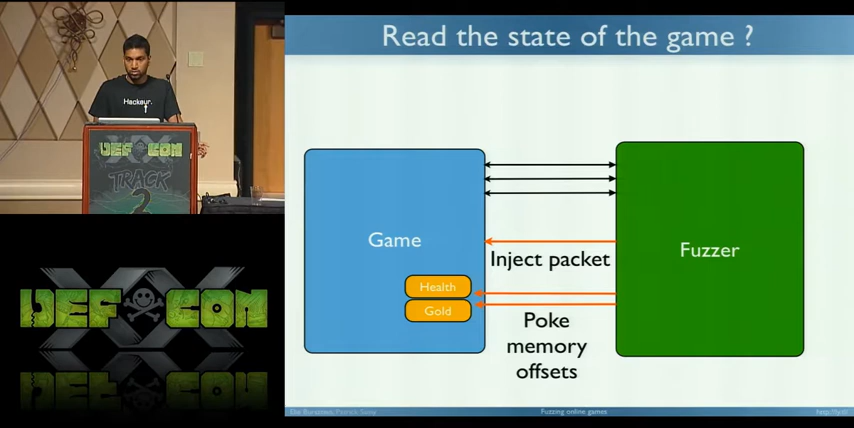 Read the state of the game ?
Hackeur.
DEF CON
TRACK
2
Game
Health
Gold
Inject packet
Poke
memory
offsets
Fuzzer
DEF CON
Fuzzing online games